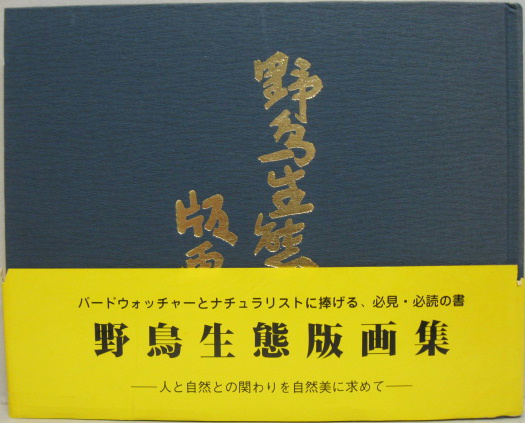 野鳥生態
版画
バードウォッチャーとナチュラリストに捧げる、必見・必読の書
野鳥生態版画集
——人と自然との関わりを自然美に求めて——